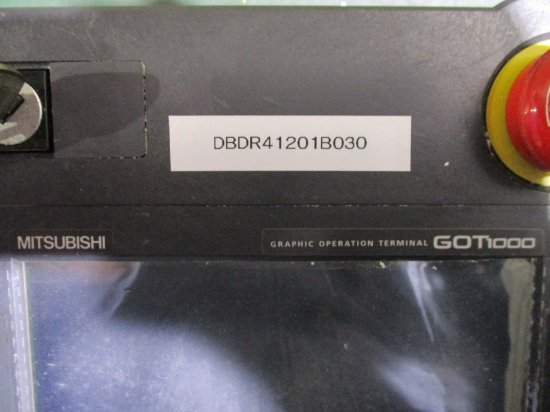 DBDR41201B030
MITSUBISHI
GRAPHIC OPERATION TERMINAL GOT1000